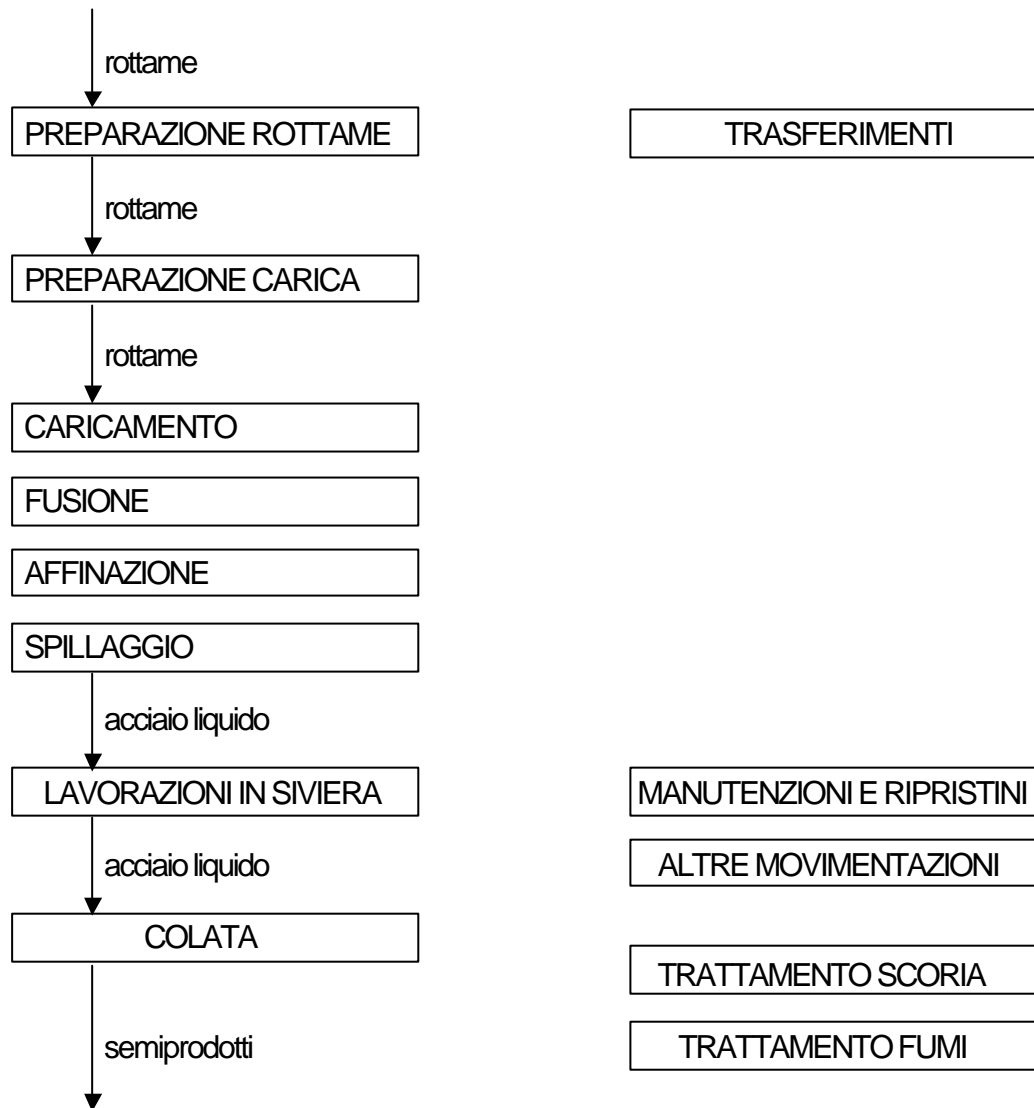 rottame
PREPARAZIONE ROTTAME
TRASFERIMENTI
rottame
PREPARAZIONE CARICA
rottame
CARICAMENTO
FUSIONE
AFFINAZIONE
SPILLAGGIO
acciaio liquido
LAVORAZIONI IN SIVIERA
MANUTENZIONI E RIPRISTINI
acciaio liquido
ALTRE MOVIMENTAZIONI
COLATA
TRATTAMENTO SCORIA
semiprodotti
TRATTAMENTO FUMI